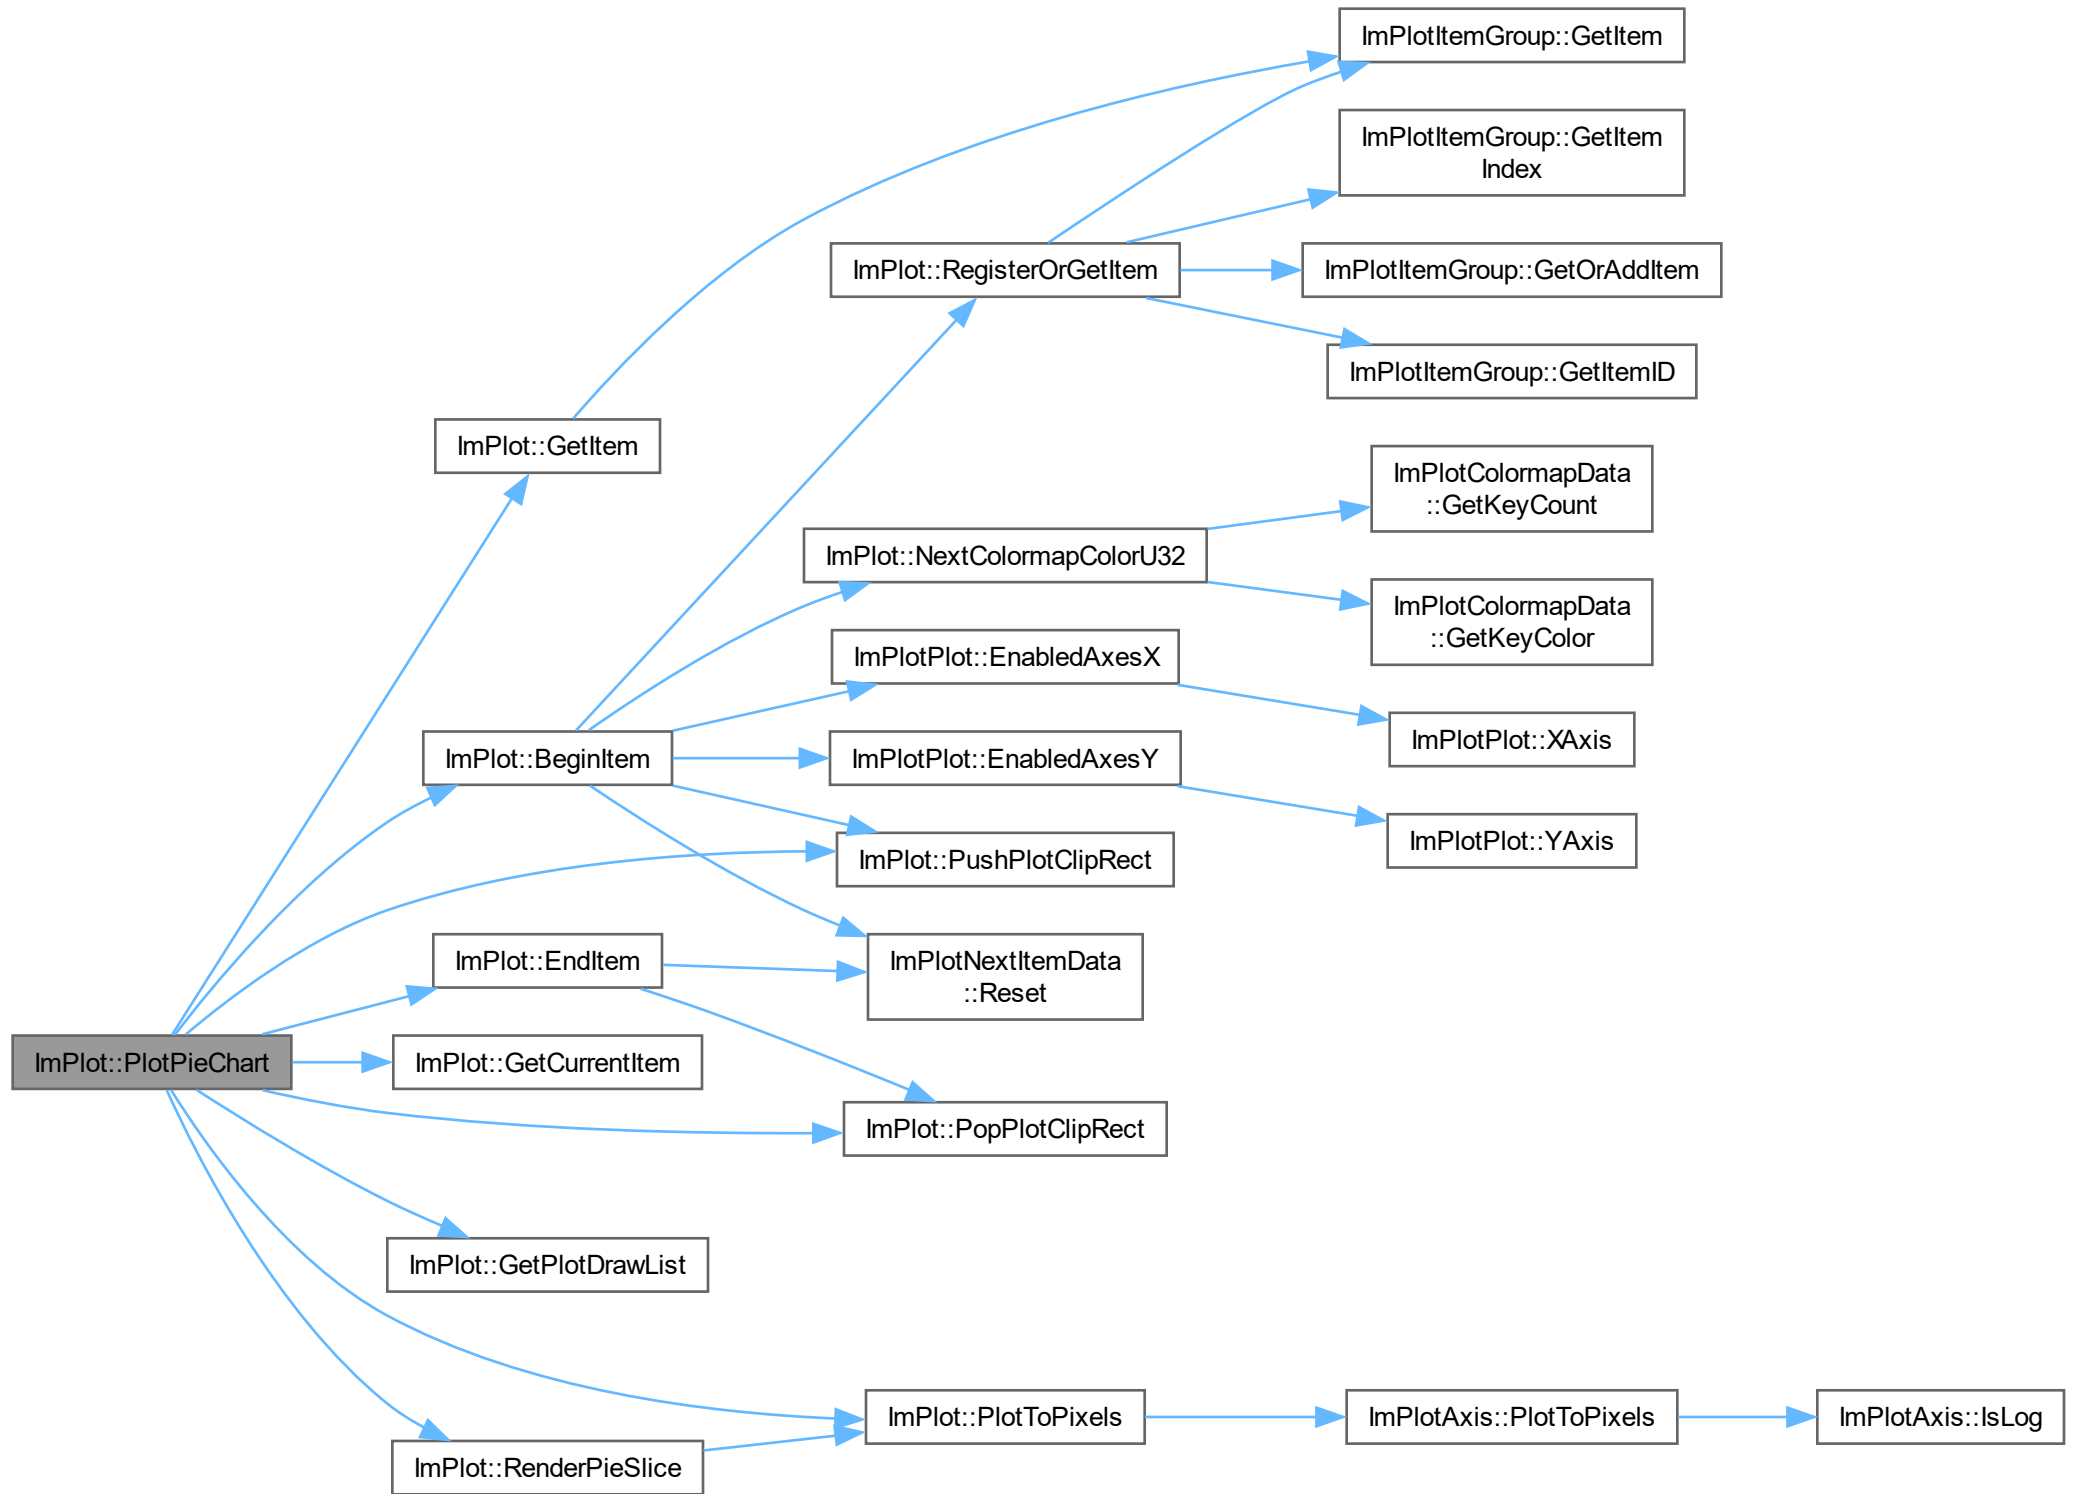 ImPlotItemGroup::GetItem
ImPlotItemGroup::GetItem
Index
ImPlot::RegisterOrGetItem
ImPlotItemGroup::GetOrAddItem
ImPlotItemGroup::GetItemID
ImPlot::GetItem
ImPlotColormapData
::GetKeyCount
ImPlot::NextColormapColorU32
ImPlotColormapData
::GetKeyColor
ImPlotPlot::EnabledAxesX
ImPlotPlot::XAxis
ImPlot::BeginItem
ImPlotPlot::EnabledAxesY
ImPlotPlot::YAxis
ImPlot::PushPlotClipRect
ImPlot::EndItem
ImPlotNextItemData
::Reset
ImPlot::PlotPieChart
ImPlot::GetCurrentItem
ImPlot::PopPlotClipRect
ImPlot::GetPlotDrawList
ImPlot::PlotToPixels
ImPlotAxis::PlotToPixels
ImPlotAxis::IsLog
ImPlot::RenderPieSlice